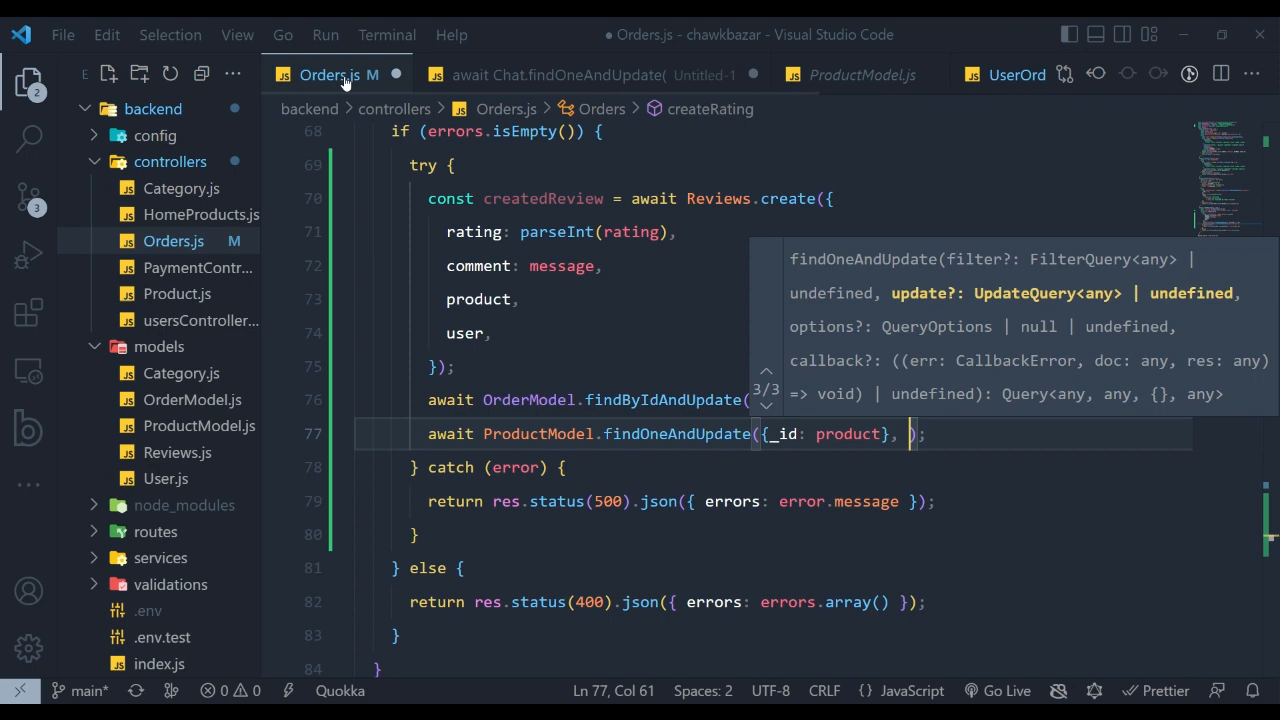 File Edit Selection View Go Run Terminal Help
● Orders.js - chawkbazar - Visual Studio Code
E
JS Orders.js M
JS await Chat.findOneAndUpdate( Untitled-1
JS ProductModel.js
JS UserOrd
backend > controllers > JS Orders.js > Orders > createRating
2
3
backend
config
controllers
JS Category.js
JS HomeProducts.js
JS Orders.js M
JS PaymentContr...
JS Product.js
JS usersController...
models
JS Category.js
JS OrderModel.js
JS ProductModel.js
JS Reviews.js
JS User.js
node_modules
routes
services
validations
.env
.env.test
JS index.js
68 if (errors.isEmpty()) {
69 try {
70 const createdReview = await Reviews.create({
71 rating: parseInt(rating),
72 comment: message,
73 product,
74 user,
75 });
76 await OrderModel.findByIdAndUpdate(
77 await ProductModel.findOneAndUpdate({_id: product}, );
78 } catch (error) {
79 return res.status(500).json({ errors: error.message });
80 }
81 } else {
82 return res.status(400).json({ errors: errors.array() });
83 }
84 }
3/3
findOneAndUpdate(filter?: FilterQuery<any> |
undefined, update?: UpdateQuery<any> | undefined,
options?: QueryOptions | null | undefined,
callback?: ((err: CallbackError, doc: any, res: any)
=> void) | undefined): Query<any, any, {}, any>
main* 0 0 Quokka Ln 77, Col 61 Spaces: 2 UTF-8 CRLF {} JavaScript Go Live Prettier